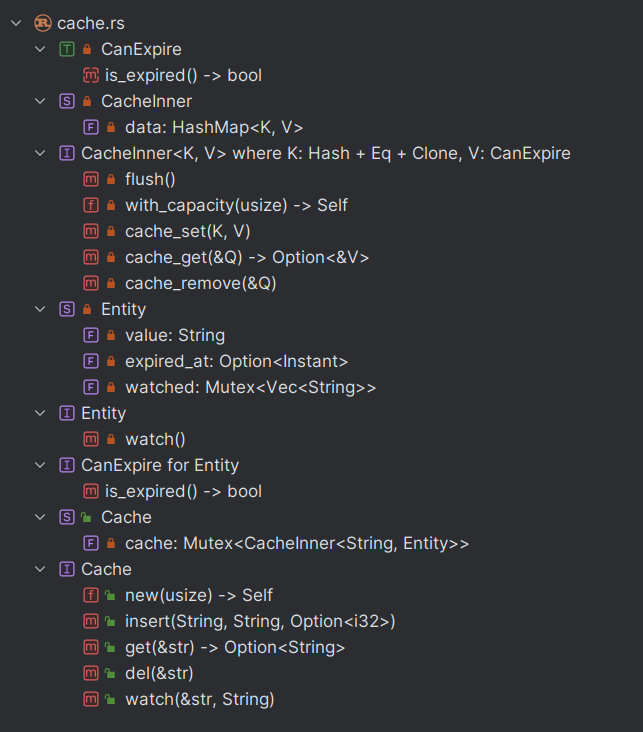 cache.rs
T CanExpire
m is_expired() -> bool
S CacheInner
F data: HashMap<K, V>
I CacheInner<K, V> where K: Hash + Eq + Clone, V: CanExpire
m flush()
f with_capacity(usize) -> Self
m cache_set(K, V)
m cache_get(&Q) -> Option<&V>
m cache_remove(&Q)
S Entity
F value: String
F expired_at: Option<Instant>
F watched: Mutex<Vec<String>>
I Entity
m watch()
I CanExpire for Entity
m is_expired() -> bool
S Cache
F cache: Mutex<CacheInner<String, Entity>>
I Cache
f new(usize) -> Self
m insert(String, String, Option<i32>)
m get(&str) -> Option<String>
m del(&str)
m watch(&str, String)